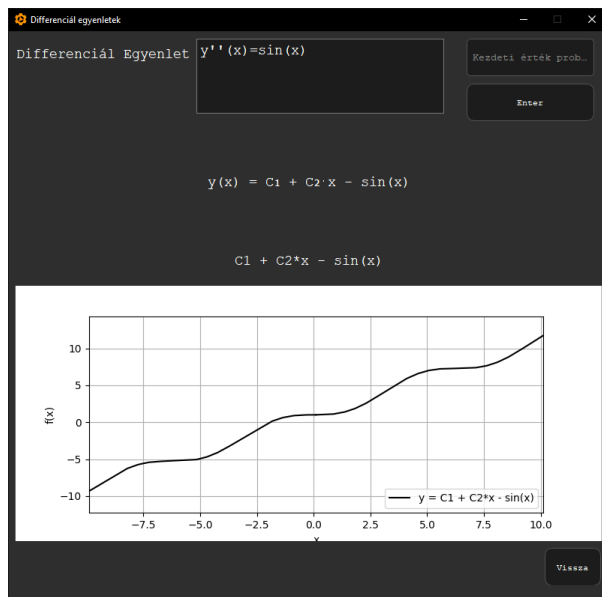 Differenciál egyenletek
Differenciál Egyenlet
y''(x)=sin(x)
Kezdeti érték prob…
Enter
y(x) = C₁ + C₂·x − sin(x)
C1 + C2*x − sin(x)
f(x)
10
5
0
−5
−10
−7.5 −5.0 −2.5 0.0 2.5 5.0 7.5 10.0
x
y = C1 + C2*x - sin(x)
Vissza